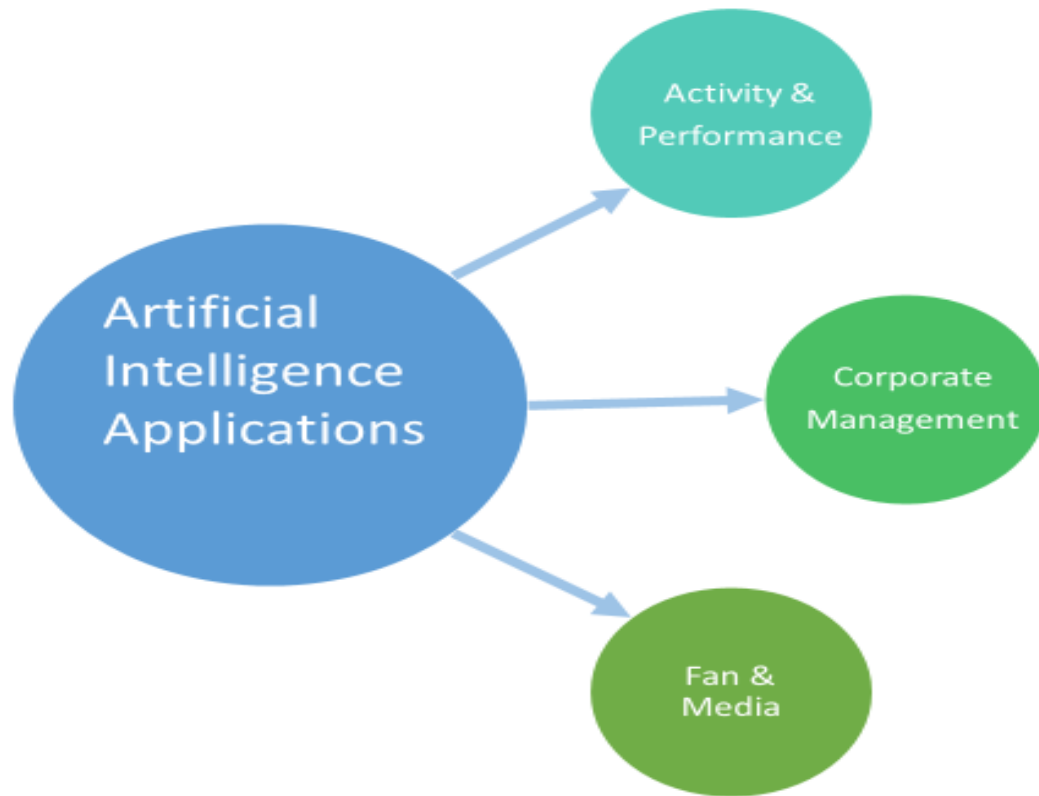 Activity &
Performance
Artificial
Intelligence
Applications
Corporate
Management
Fan &
Media